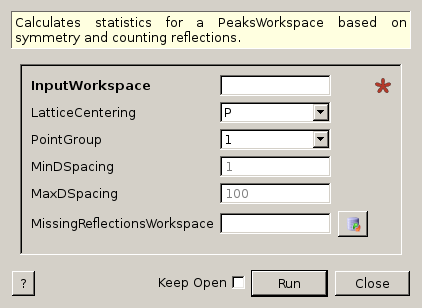 Calculates statistics for a PeaksWorkspace based on
symmetry and counting reflections.
InputWorkspace
LatticeCentering P
PointGroup 1
MinDSpacing 1
MaxDSpacing 100
MissingReflectionsWorkspace
? Keep Open Run Close